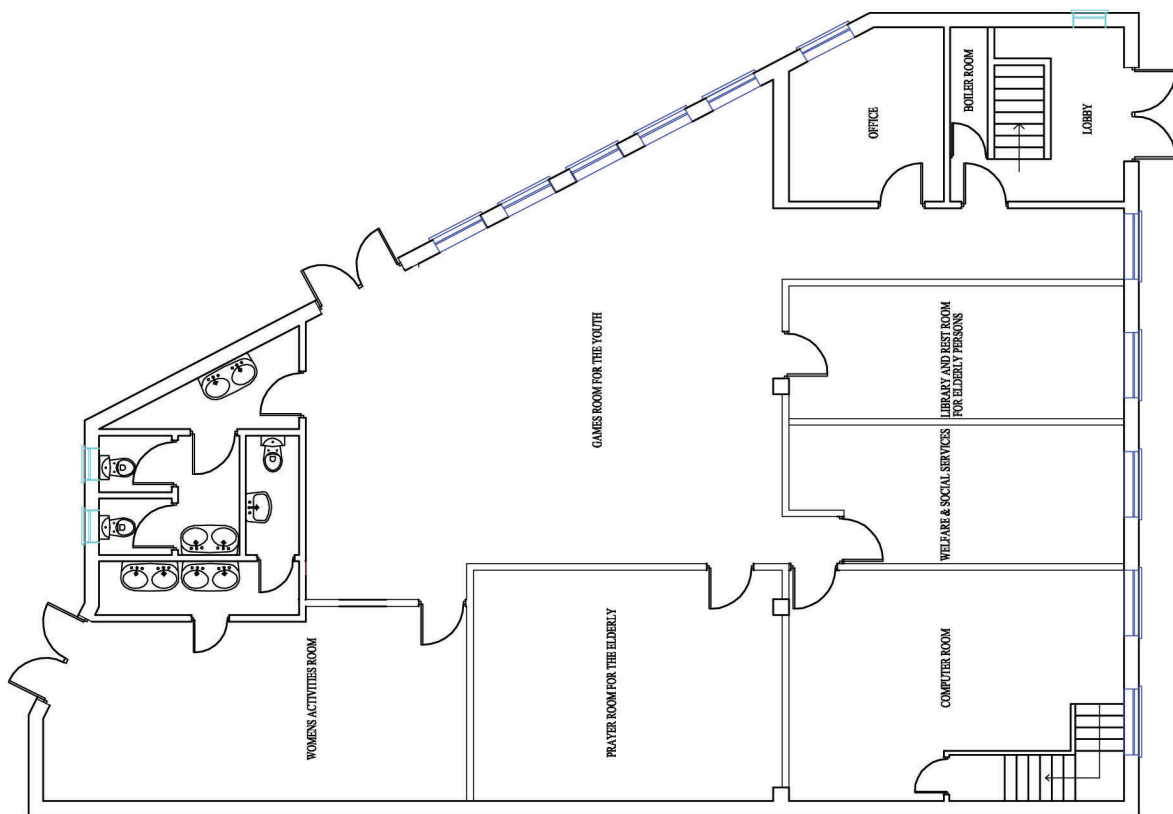 OFFICE
BOILER ROOM
LOBBY
GAMES ROOM FOR THE YOUTH
LIBRARY AND REST ROOM
FOR ELDERLY PERSONS
WELFARE & SOCIAL SERVICES
WOMENS ACTIVITIES ROOM
PRAYER ROOM FOR THE ELDERLY
COMPUTER ROOM